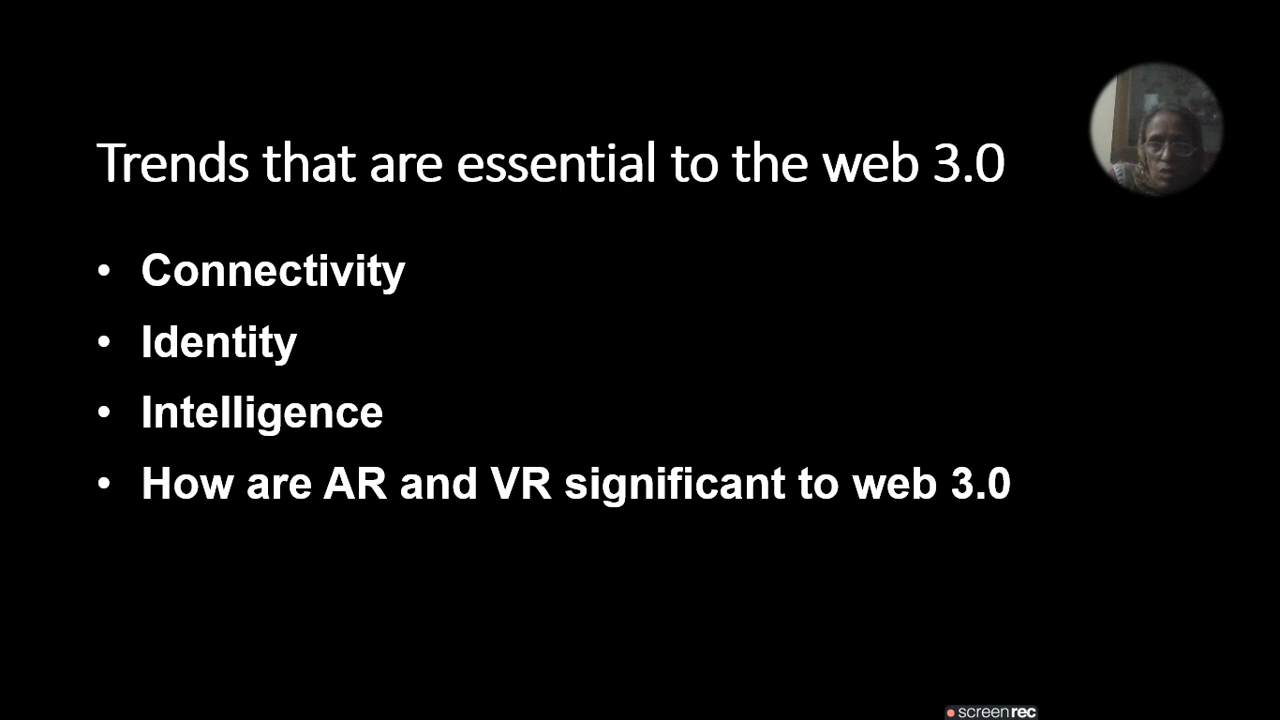 Trends that are essential to the web 3.0
• Connectivity
• Identity
• Intelligence
• How are AR and VR significant to web 3.0
screenrec